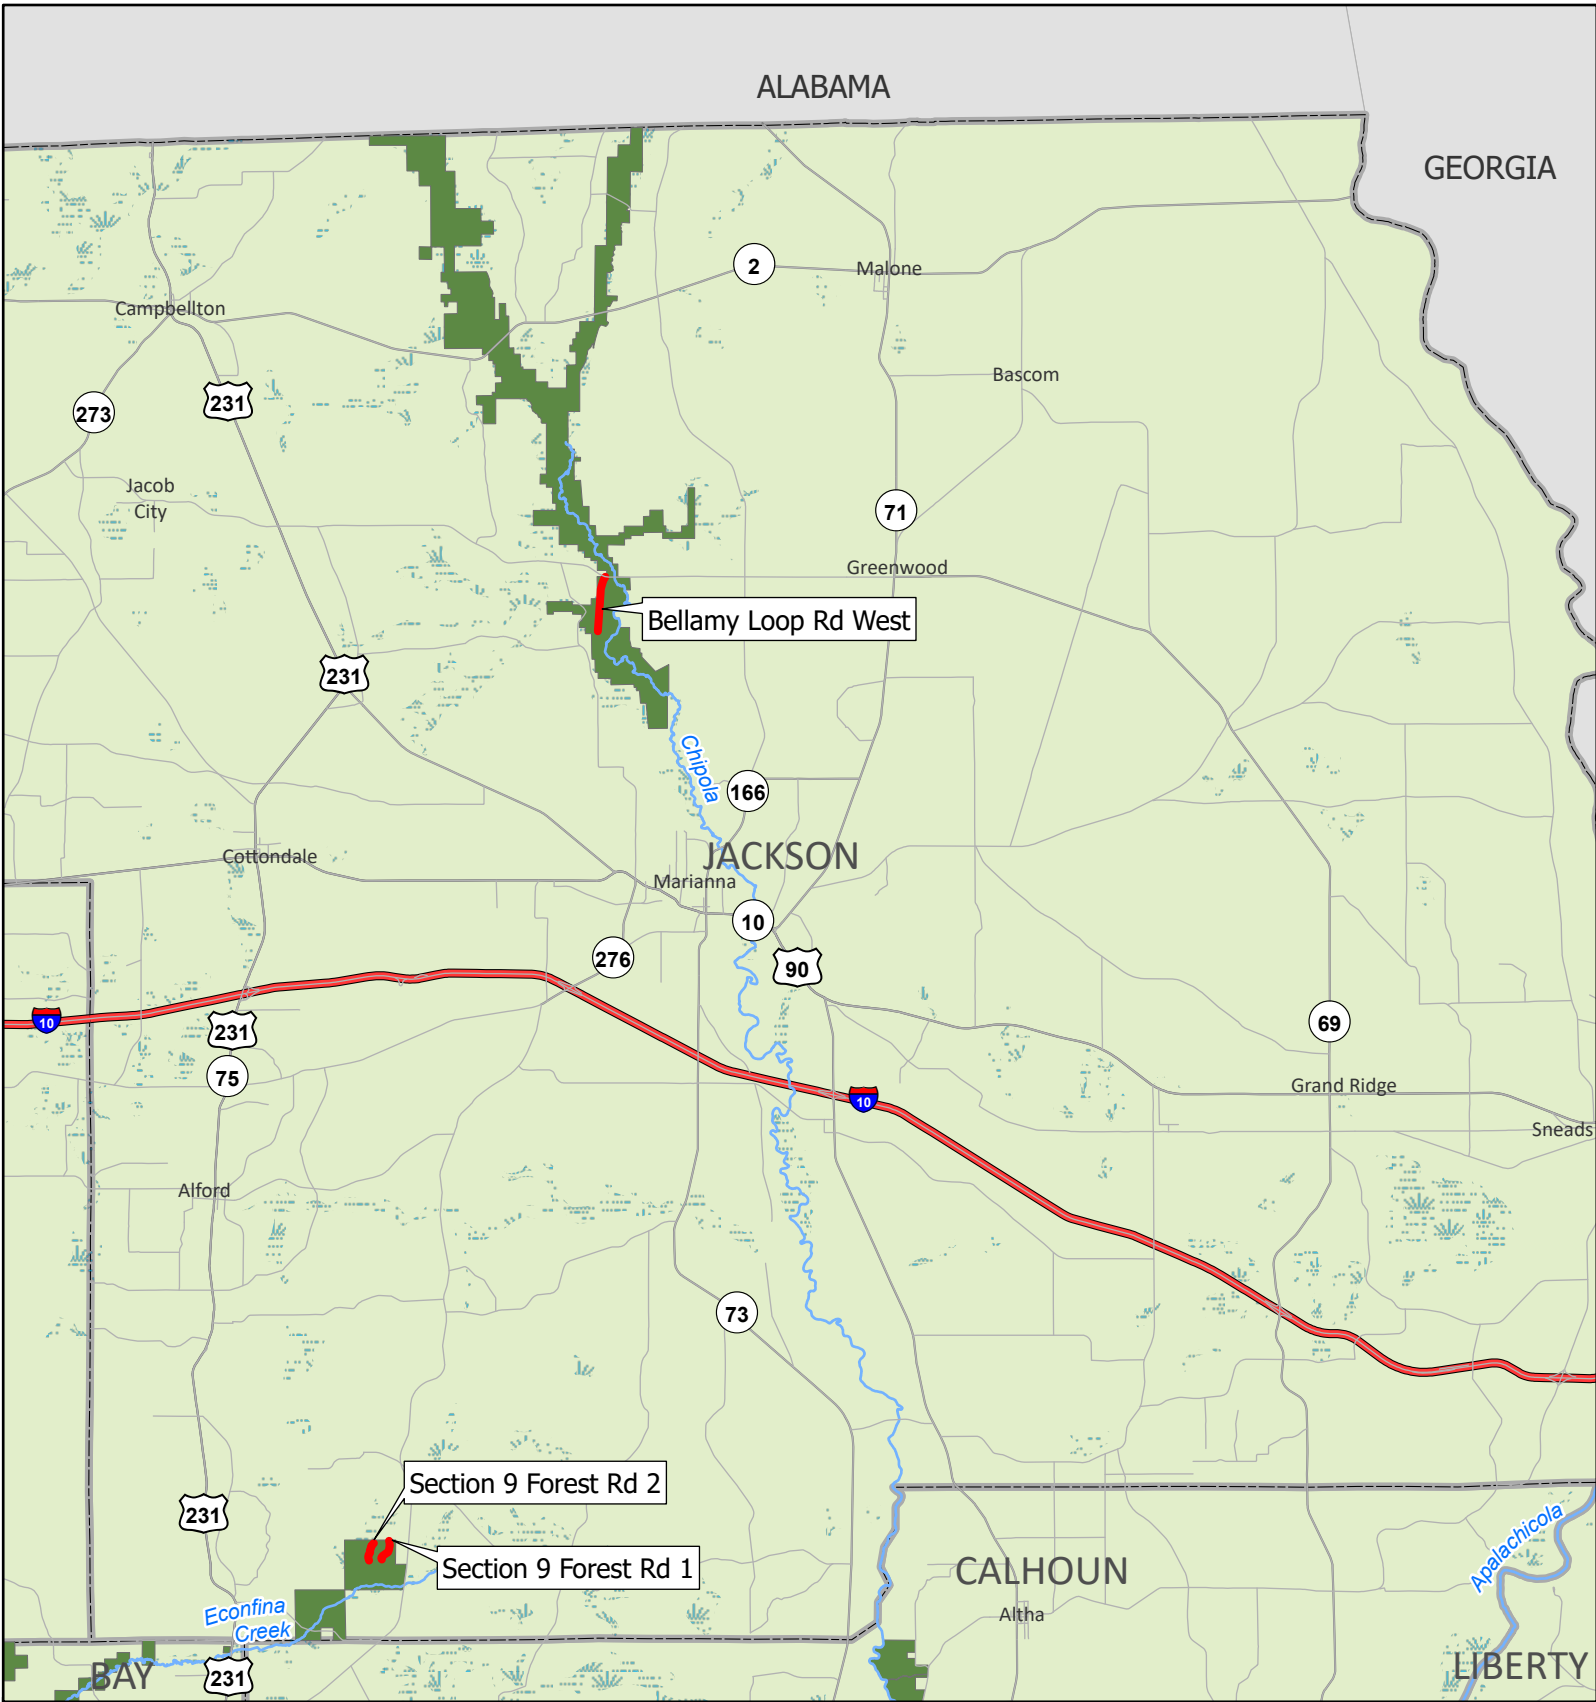 ALABAMA
GEORGIA
2
Malone
Campbellton
Bascom
231
273
Jacob
City
71
Greenwood
Bellamy Loop Rd West
231
Chipola
166
JACKSON
Cottondale
Marianna
10
276
90
10
231
69
75
10
Grand Ridge
Sneads
Alford
73
Section 9 Forest Rd 2
231
Section 9 Forest Rd 1
CALHOUN
Apalachicola
Altha
Econfina
Creek
BAY
231
LIBERTY